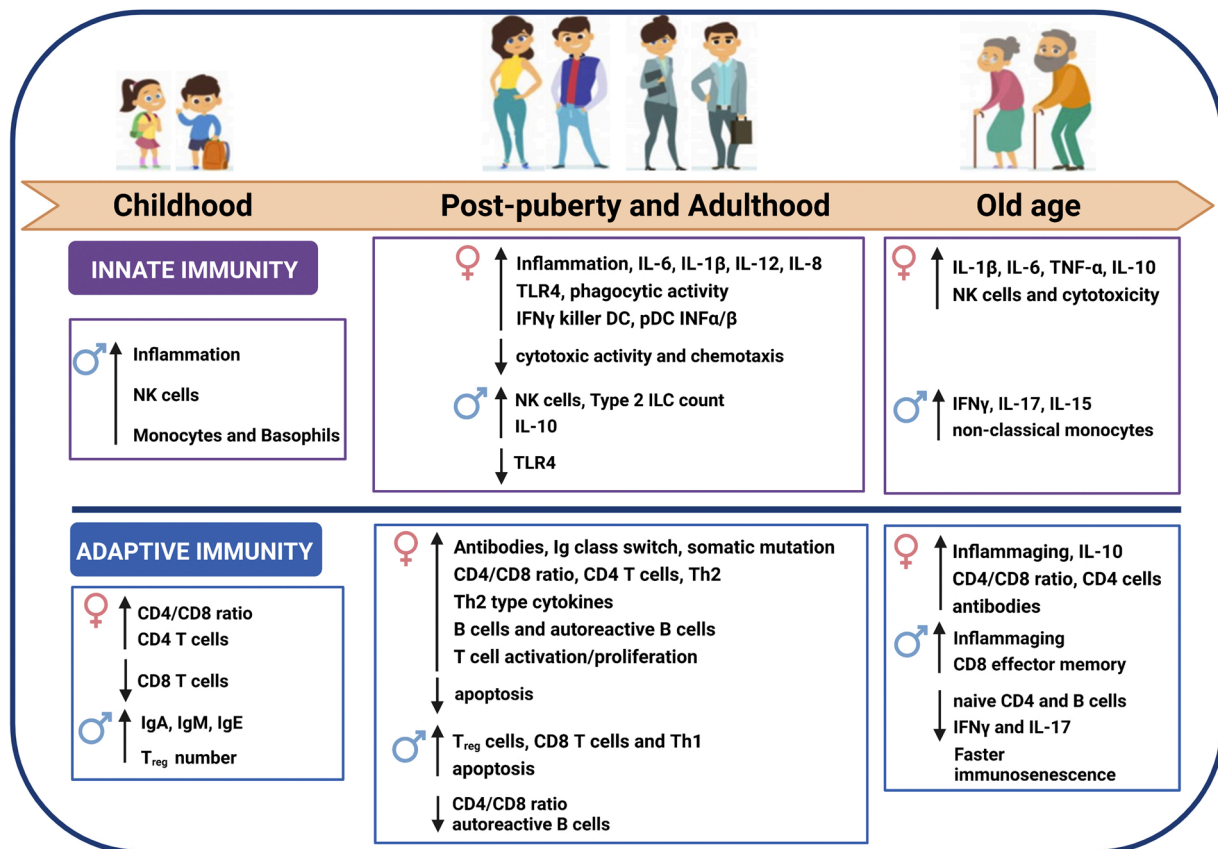 Childhood
Post-puberty and Adulthood
Old age
INNATE IMMUNITY
Inflammation
NK cells
Monocytes and Basophils
Inflammation, IL-6, IL-1β, IL-12, IL-8
TLR4, phagocytic activity
IFNγ killer DC, pDC INFα/β
cytotoxic activity and chemotaxis
NK cells, Type 2 ILC count
IL-10
TLR4
IL-1β, IL-6, TNF-α, IL-10
NK cells and cytotoxicity
IFNγ, IL-17, IL-15
non-classical monocytes
ADAPTIVE IMMUNITY
CD4/CD8 ratio
CD4 T cells
CD8 T cells
IgA, IgM, IgE
Treg number
Antibodies, Ig class switch, somatic mutation
CD4/CD8 ratio, CD4 T cells, Th2
Th2 type cytokines
B cells and autoreactive B cells
T cell activation/proliferation
apoptosis
Treg cells, CD8 T cells and Th1
apoptosis
CD4/CD8 ratio
autoreactive B cells
Inflammaging, IL-10
CD4/CD8 ratio, CD4 cells
antibodies
Inflammaging
CD8 effector memory
naive CD4 and B cells
IFNγ and IL-17
Faster
immunosenescence